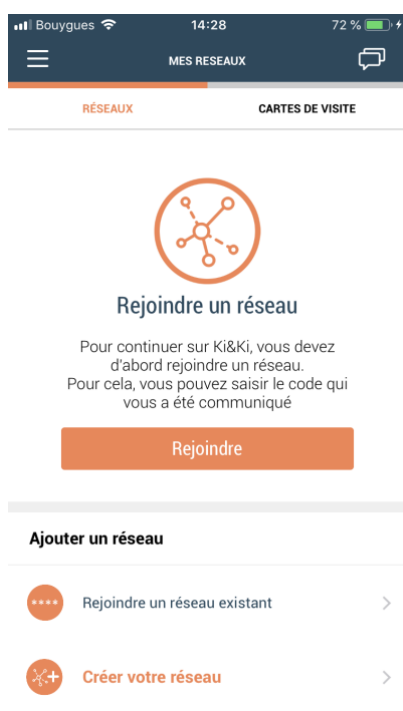 Bouygues 14:28 72 %
MES RESEAUX
RÉSEAUX CARTES DE VISITE
Rejoindre un réseau
Pour continuer sur Ki&Ki, vous devez
d'abord rejoindre un réseau.
Pour cela, vous pouvez saisir le code qui
vous a été communiqué
Rejoindre
Ajouter un réseau
Rejoindre un réseau existant
Créer votre réseau